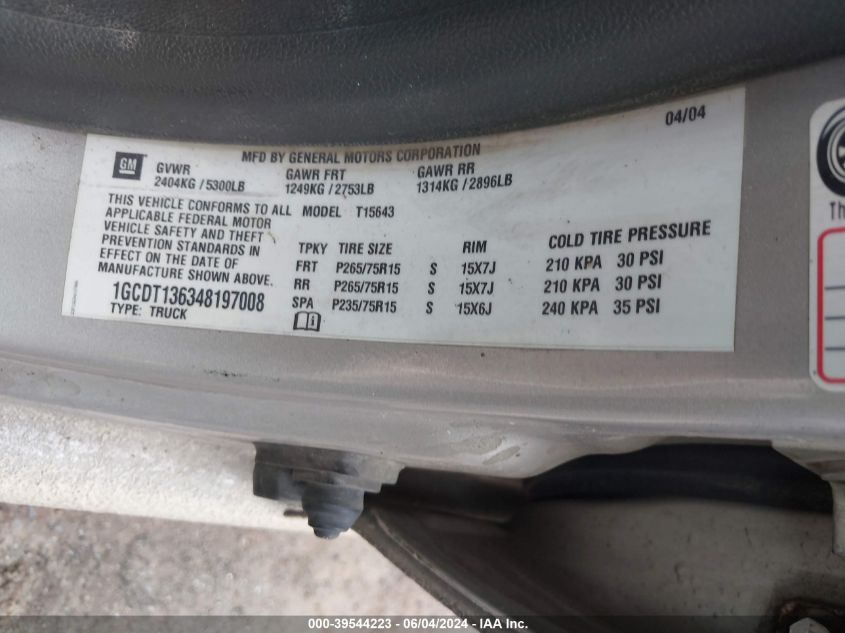 04/04
MFD BY GENERAL MOTORS CORPORATION
GM
GVWR GAWR FRT GAWR RR
2404KG / 5300LB 1249KG / 2753LB 1314KG / 2896LB
THIS VEHICLE CONFORMS TO ALL MODEL T15643
APPLICABLE FEDERAL MOTOR
VEHICLE SAFETY AND THEFT
PREVENTION STANDARDS IN
EFFECT ON THE DATE OF
MANUFACTURE SHOWN ABOVE.
1GCDT136348197008
TYPE: TRUCK
TPKY TIRE SIZE RIM COLD TIRE PRESSURE
FRT P265/75R15 S 15X7J 210 KPA 30 PSI
RR P265/75R15 S 15X7J 210 KPA 30 PSI
SPA P235/75R15 S 15X6J 240 KPA 35 PSI
Th
000-39544223 - 06/04/2024 - IAA Inc.